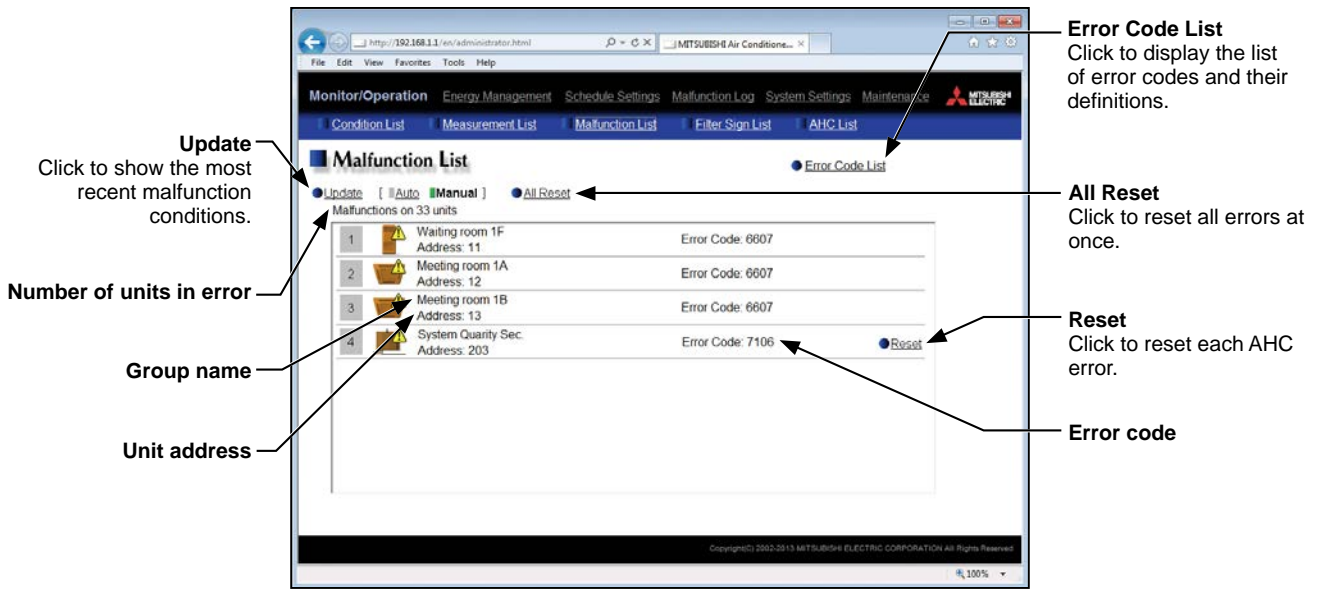 Error Code List
Click to display the list
of error codes and their
definitions.
http://192.168.1.1/en/administrator.html
MITSUBISHI Air Conditione...
File Edit View Favorites Tools Help
Monitor/Operation Energy Management Schedule Settings Malfunction Log System Settings Maintenance MITSUBISHI ELECTRIC
Condition List Measurement List Malfunction List Filter Sign List AHC List
Update
Click to show the most
recent malfunction
conditions.
Malfunction List
Error Code List
Update [ Auto Manual ] All Reset
Malfunctions on 33 units
All Reset
Click to reset all errors at
once.
1 Waiting room 1F Error Code: 6607
Address: 11
2 Meeting room 1A Error Code: 6607
Address: 12
Number of units in error
3 Meeting room 1B Error Code: 6607
Address: 13
4 System Quarity Sec. Error Code: 7106 Reset
Address: 203
Reset
Click to reset each AHC
error.
Group name
Unit address
Error code
Copyright(C) 2002-2013 MITSUBISHI ELECTRIC CORPORATION All Rights Reserved
100%